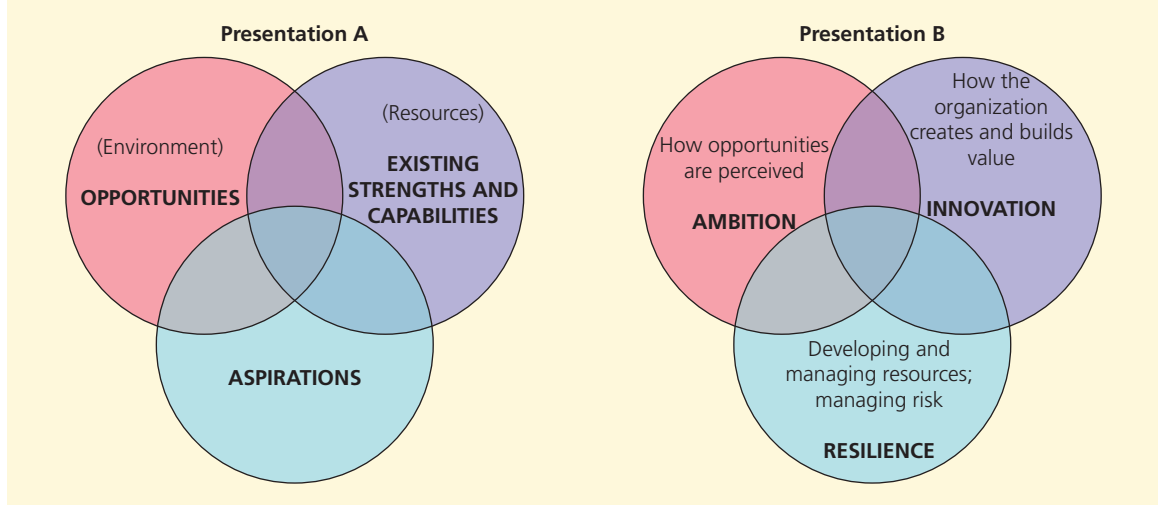 Presentation A
(Environment)
OPPORTUNITIES
(Resources)
EXISTING
STRENGTHS AND
CAPABILITIES
ASPIRATIONS
Presentation B
How opportunities
are perceived
AMBITION
How the
organization
creates and builds
value
INNOVATION
Developing and
managing resources;
managing risk
RESILIENCE